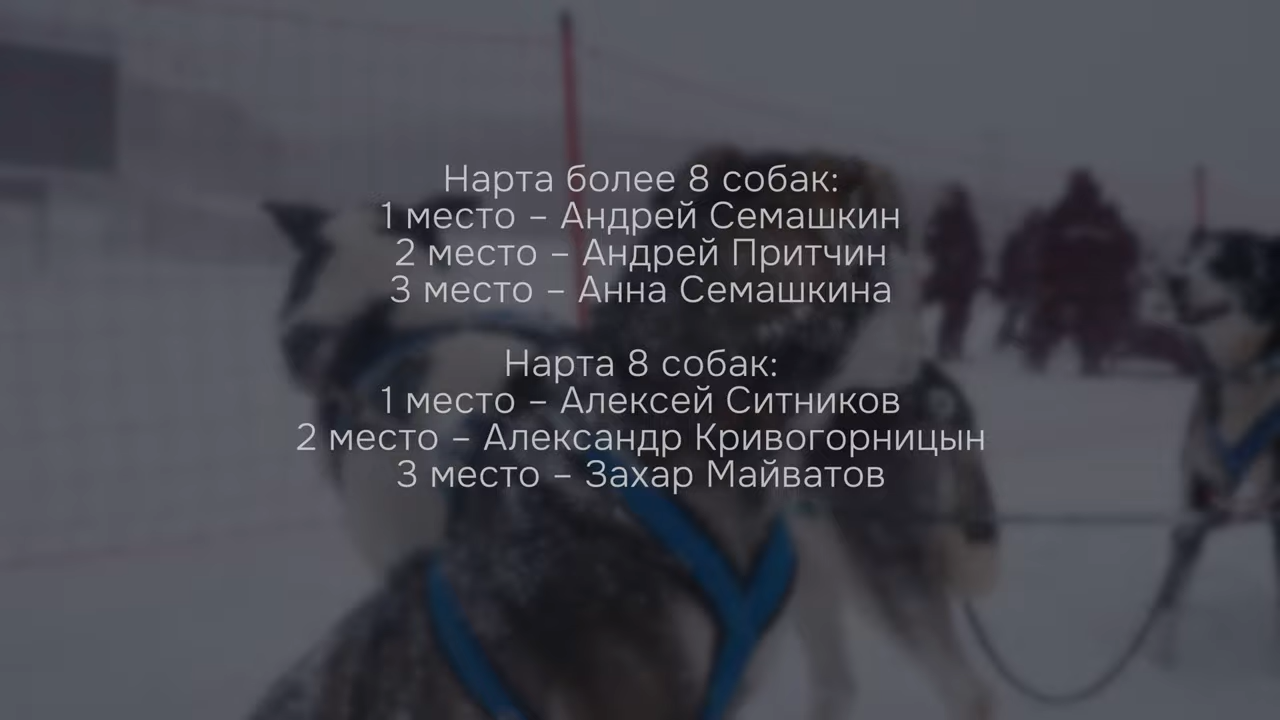 Нарта более 8 собак:
1 место – Андрей Семашкин
2 место – Андрей Притчин
3 место – Анна Семашкина
Нарта 8 собак:
1 место – Алексей Ситников
2 место – Александр Кривогорницын
3 место – Захар Майватов